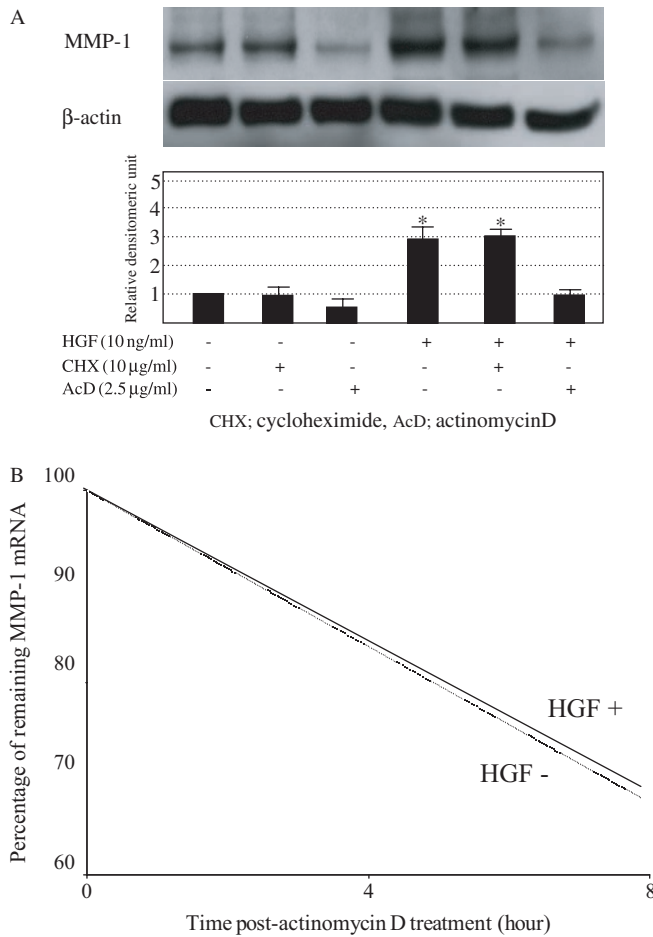 A
MMP-1
β-actin
Relative densitometric unit
5
4
3
2
1
* *
HGF (10 ng/ml) - - - + + +
CHX (10 μg/ml) - + - - + -
AcD (2.5 μg/ml) - - + - - +
CHX; cycloheximide, AcD; actinomycinD
B
Percentage of remaining MMP-1 mRNA
100
90
80
70
60
HGF +
HGF -
0 4 8
Time post-actinomycin D treatment (hour)